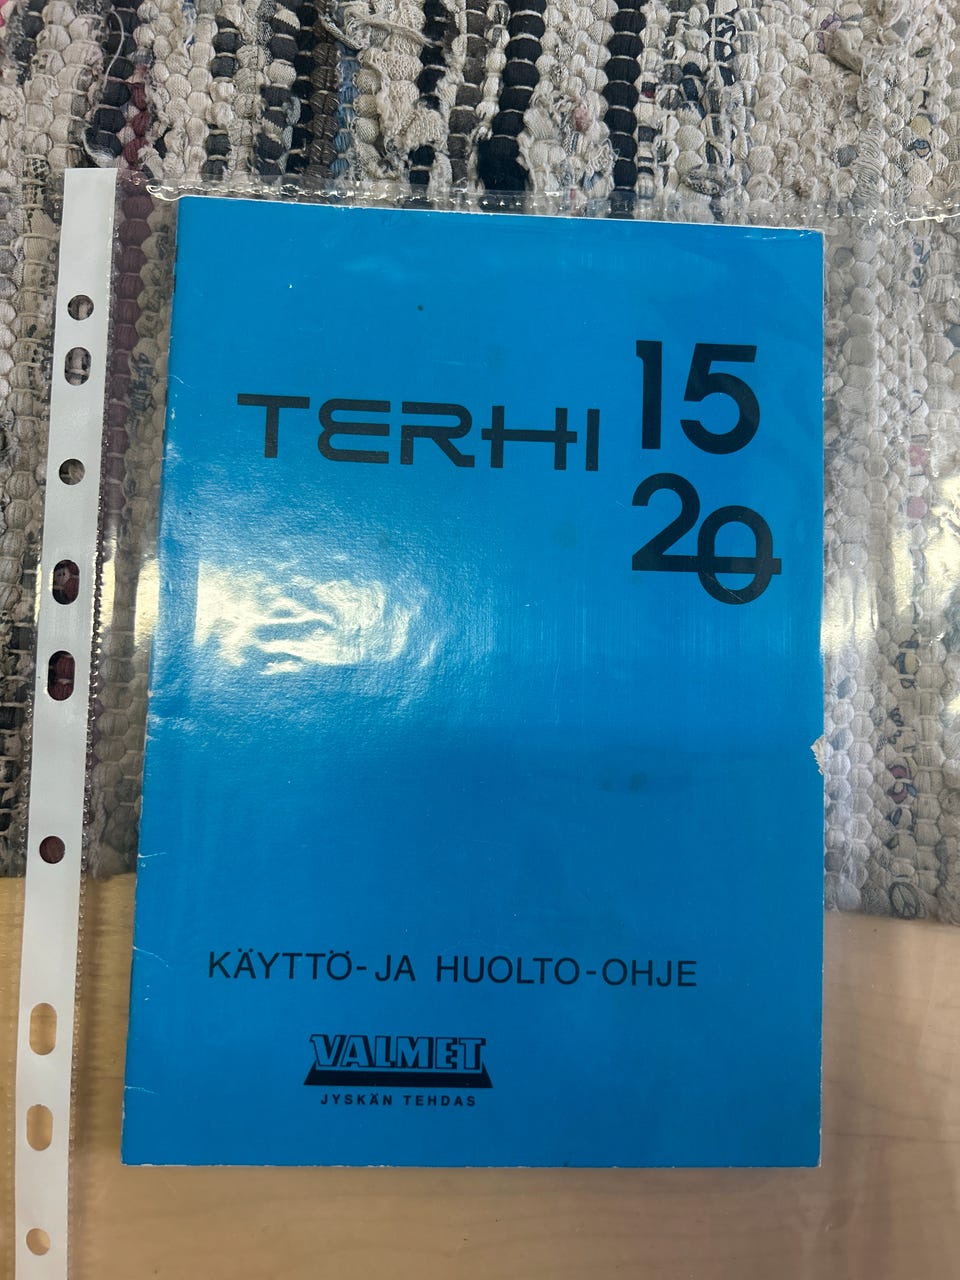 TERHI 15
20
KÄYTTÖ-JA HUOLTO-OHJE
VALMET
JYSKÄN TEHDAS